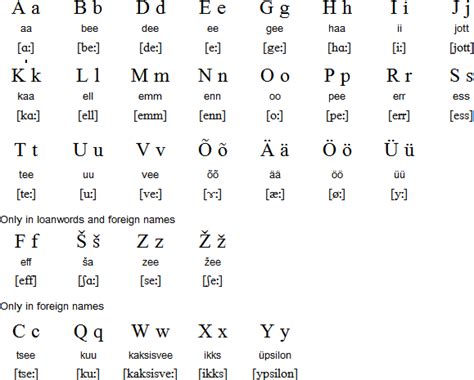 A a B b D d E e G g H h I i J j
aa bee dee ee gee haa ii jott
[ɑː] [beː] [deː] [eː] [geː] [hɑː] [iː] [jott]
K k L l M m N n O o P p R r S s
kaa ell emm enn oo pee err ess
[kɑː] [ell] [emm] [enn] [oː] [peː] [err] [ess]
T t U u V v Õ õ Ä ä Ö ö Ü ü
tee uu vee õõ ää öö üü
[teː] [uː] [veː] [ɤː] [æː] [øː] [yː]
Only in loanwords and foreign names
F f Š š Z z Ž ž
eff ša zee žee
[eff] [ʃɑː] [seː] [ʃeː]
Only in foreign names
C c Q q W w X x Y y
tsee kuu kaksisvee ikks üpsilon
[tseː] [kuː] [kaksisveː] [ikks] [ypsilon]